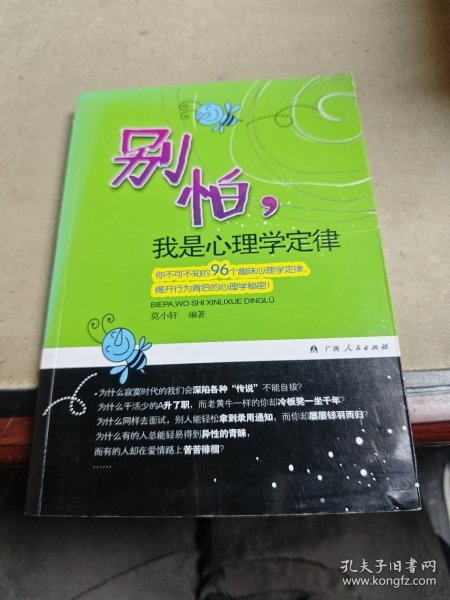 别怕，
我是心理学定律
你不可不知的96个趣味心理学定律，
揭开行为背后的心理学秘密！
BIEPA,WO SHI XINLIXUE DINGLÜ
莫小轩 编著
广西人民出版社
为什么寂寞时代的我们会深陷各种“传说”不能自拔？
为什么干活少的A升了职，而老黄牛一样的你却冷板凳一坐千年？
为什么同样去面试，别人能轻松拿到录用通知，而你却屡屡铩羽而归？
为什么有的人总能轻易得到异性的青睐，
而有的人却在爱情路上苦苦徘徊？
……
孔夫子旧书网
www.kongfz.com